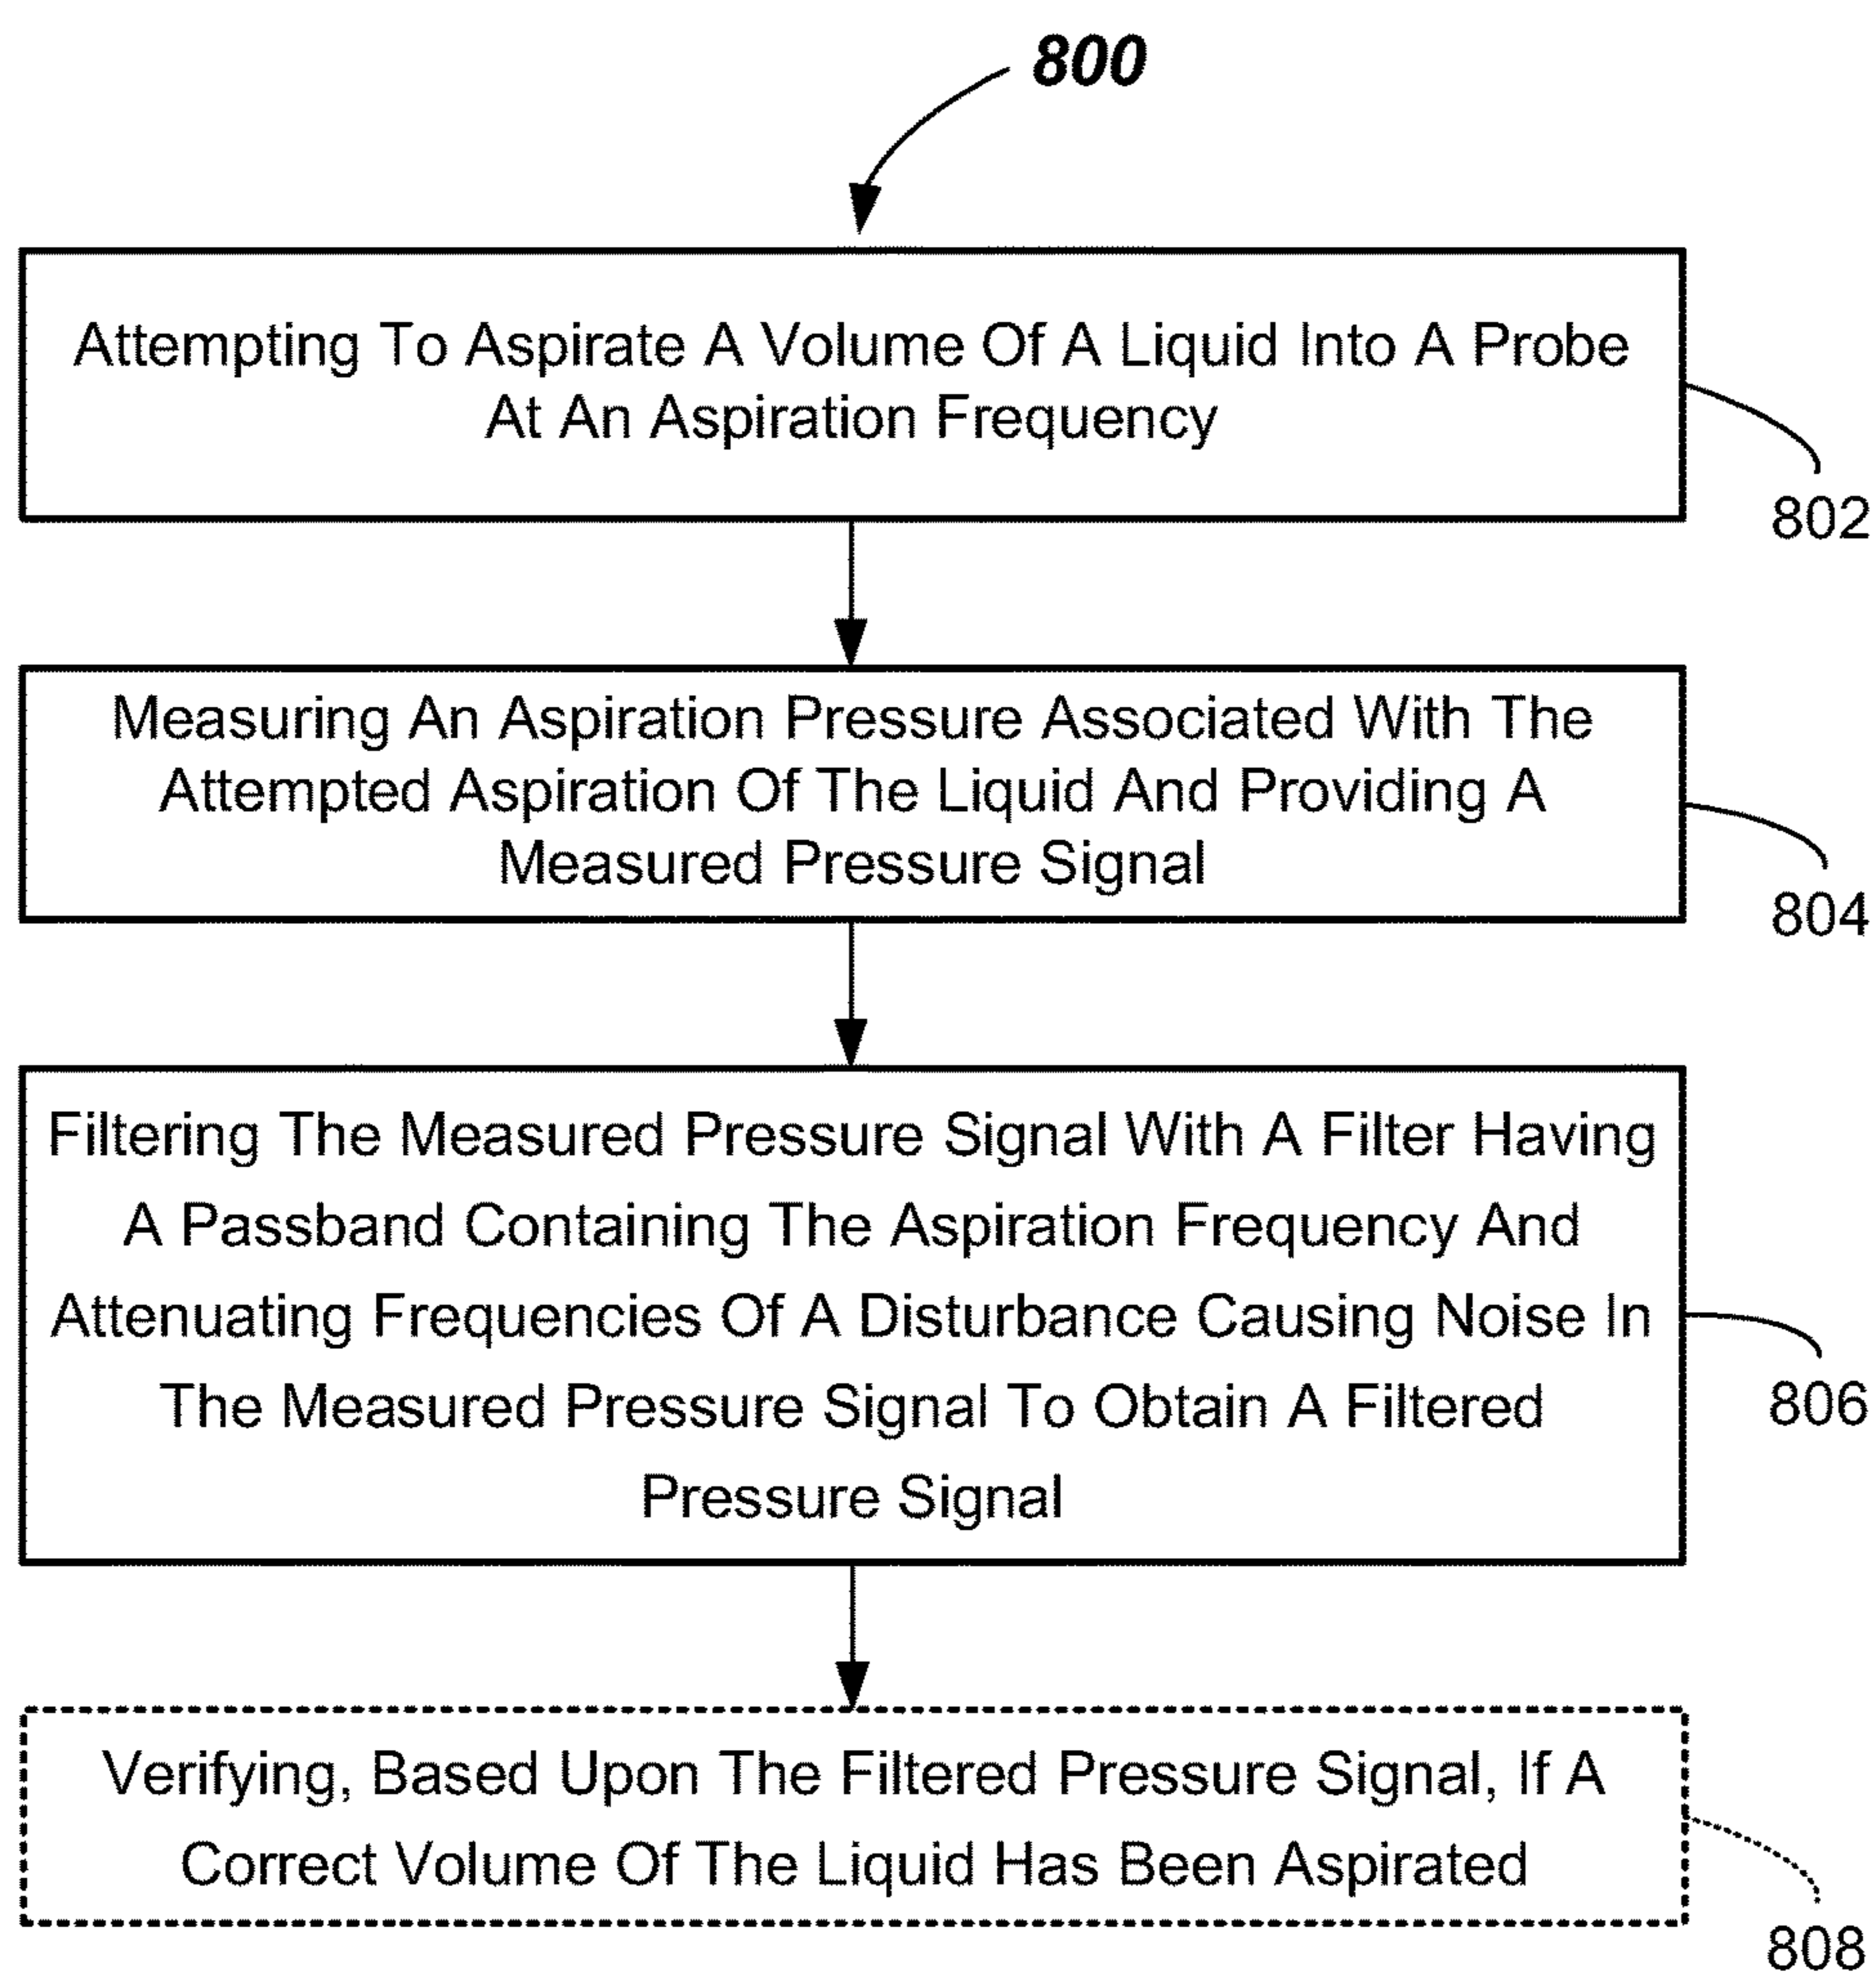 800
Attempting To Aspirate A Volume Of A Liquid Into A Probe
At An Aspiration Frequency
802
Measuring An Aspiration Pressure Associated With The
Attempted Aspiration Of The Liquid And Providing A
Measured Pressure Signal
804
Filtering The Measured Pressure Signal With A Filter Having
A Passband Containing The Aspiration Frequency And
Attenuating Frequencies Of A Disturbance Causing Noise In
The Measured Pressure Signal To Obtain A Filtered
Pressure Signal
806
Verifying, Based Upon The Filtered Pressure Signal, If A
Correct Volume Of The Liquid Has Been Aspirated
808